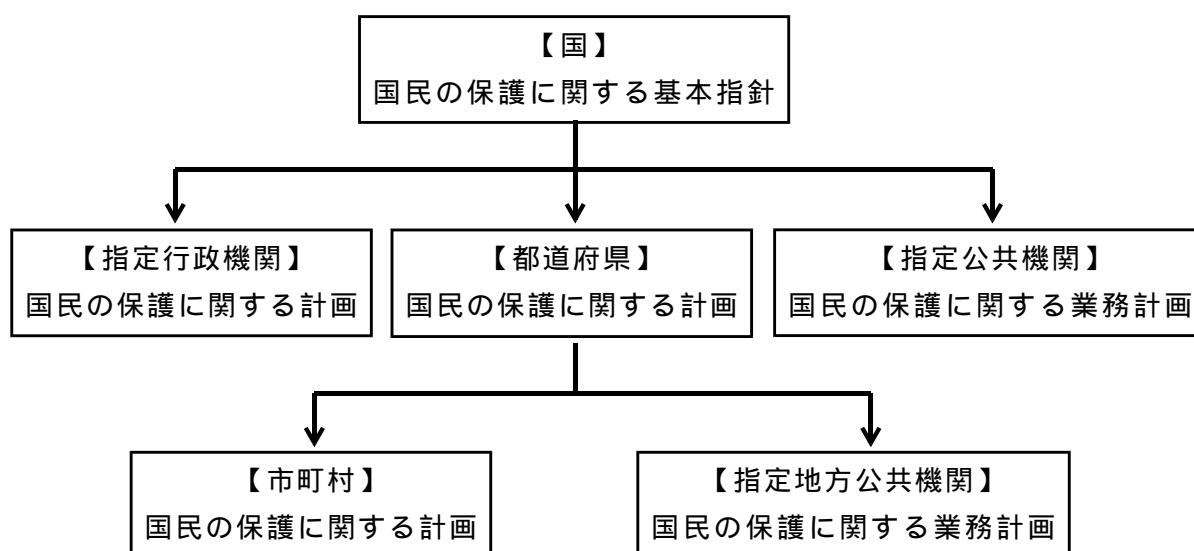 【国】
国民の保護に関する基本指針
【指定行政機関】
国民の保護に関する計画
【都道府県】
国民の保護に関する計画
【指定公共機関】
国民の保護に関する業務計画
【市町村】
国民の保護に関する計画
【指定地方公共機関】
国民の保護に関する業務計画